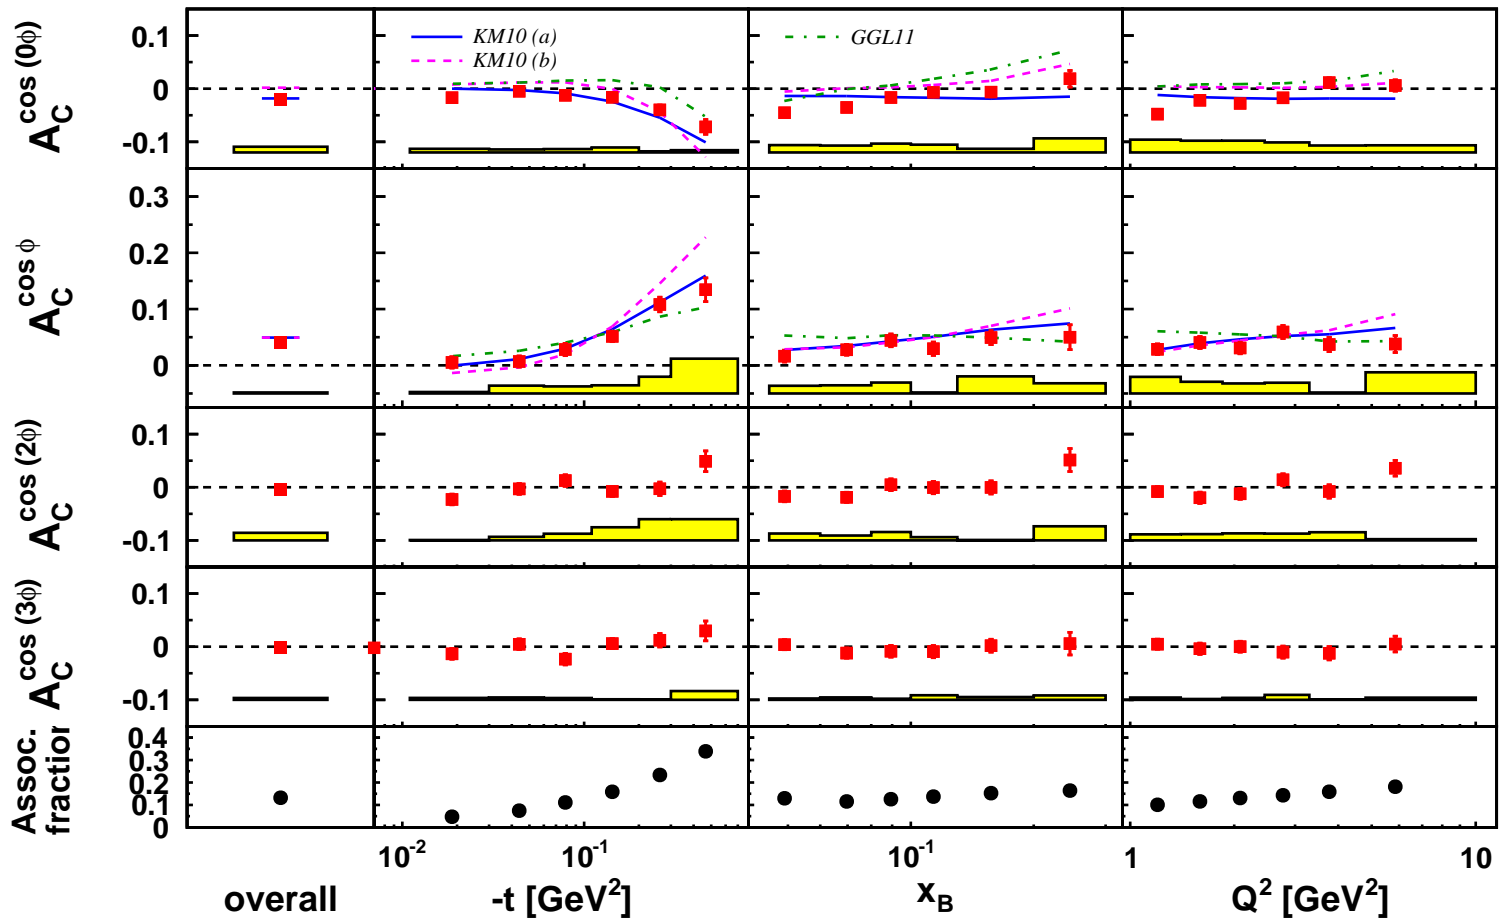 A_C^cos (0φ)
0.1
0
-0.1
KM10 (a)
KM10 (b)
GGL11
A_C^cos φ
0.3
0.2
0.1
0
A_C^cos (2φ)
0.1
0
-0.1
A_C^cos (3φ)
0.1
0
-0.1
Assoc.
fraction
0.4
0.3
0.2
0.1
0
10^-2
10^-1
10^-1
1
10
overall
-t [GeV^2]
x_B
Q^2 [GeV^2]